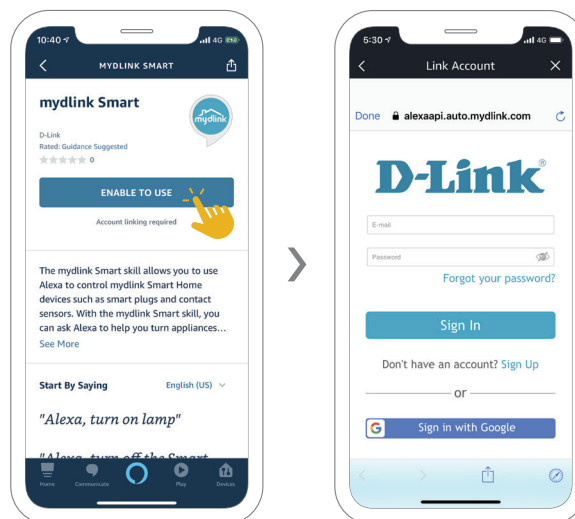 10:40
4G
MYDLINK SMART
mydlink Smart
mydlink
D-Link
Rated: Guidance Suggested
0
ENABLE TO USE
Account linking required
The mydlink Smart skill allows you to use
Alexa to control mydlink Smart Home
devices such as smart plugs and contact
sensors. With the mydlink Smart skill, you
can ask Alexa to help you turn appliances...
See More
Start By Saying
English (US)
"Alexa, turn on lamp"
"Alexa, turn off the Smart
Home
Communicate
Play
Devices
5:30
4G
Link Account
Done
alexaapi.auto.mydlink.com
D-Link®
E-mail
Password
Forgot your password?
Sign In
Don't have an account? Sign Up
or
G
Sign in with Google